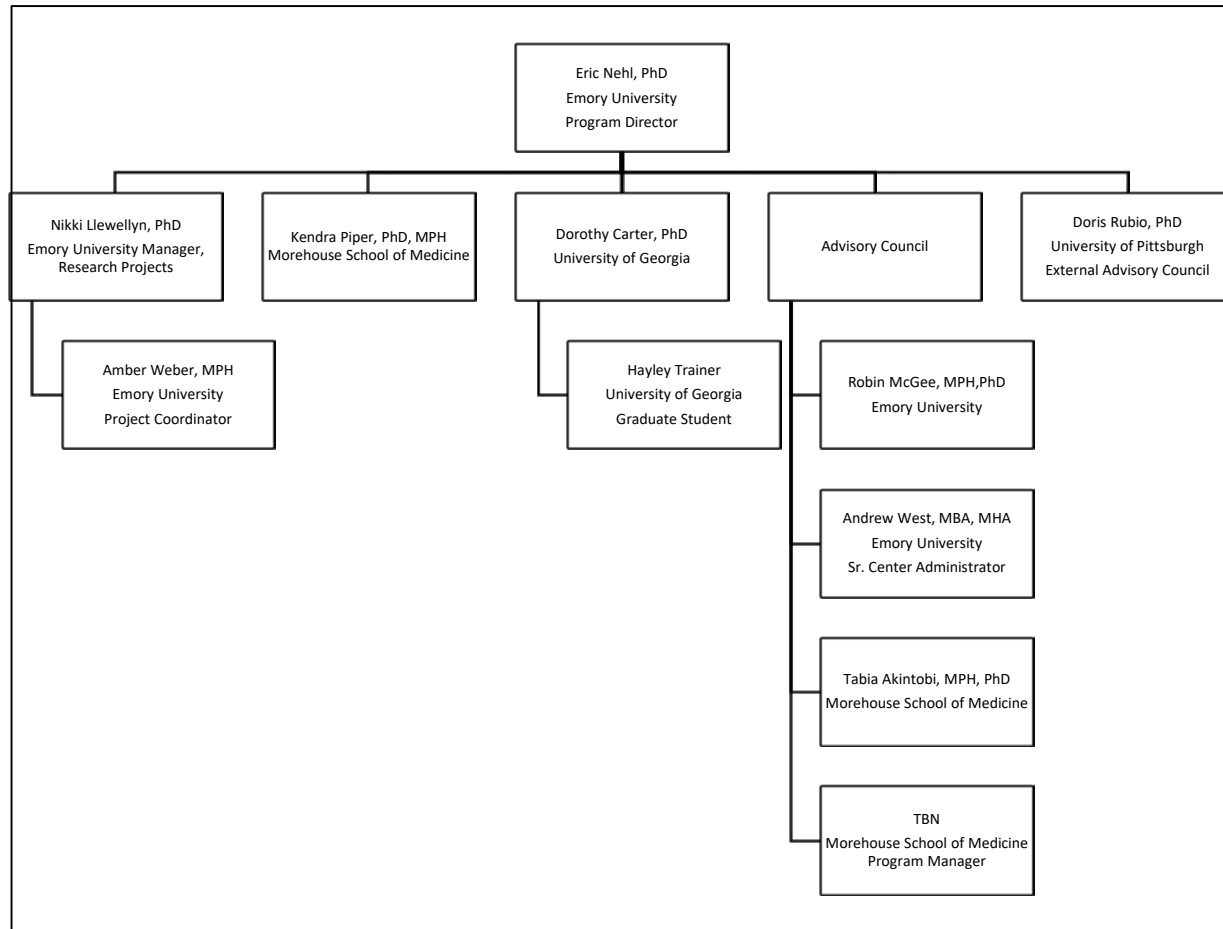 Eric Nehl, PhD
Emory University
Program Director
Nikki Llewellyn, PhD
Emory University Manager,
Research Projects
Kendra Piper, PhD, MPH
Morehouse School of Medicine
Dorothy Carter, PhD
University of Georgia
Advisory Council
Doris Rubio, PhD
University of Pittsburgh
External Advisory Council
Amber Weber, MPH
Emory University
Project Coordinator
Hayley Trainer
University of Georgia
Graduate Student
Robin McGee, MPH,PhD
Emory University
Andrew West, MBA, MHA
Emory University
Sr. Center Administrator
Tabia Akintobi, MPH, PhD
Morehouse School of Medicine
TBN
Morehouse School of Medicine
Program Manager